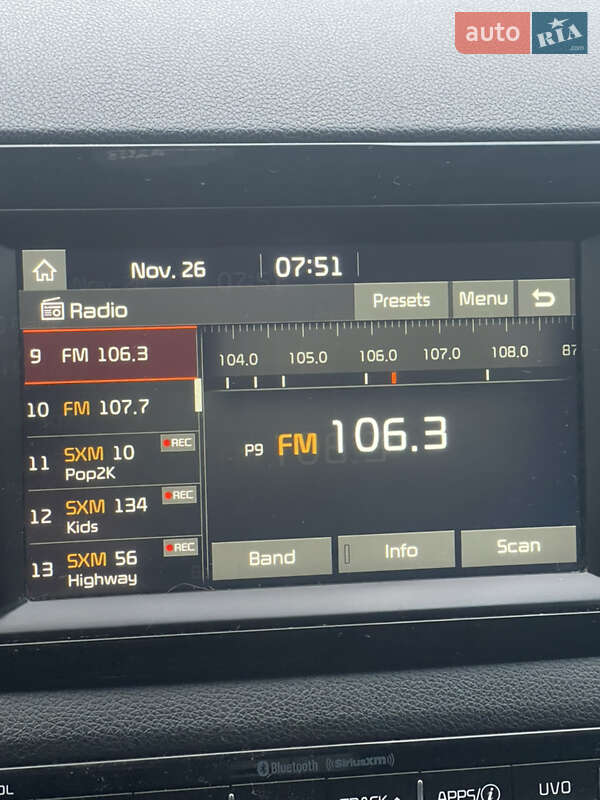 auto RIA .com
Nov. 26 07:51
Radio Presets Menu
9 FM 106.3
104.0 105.0 106.0 107.0 108.0 87
10 FM 107.7
P9 FM 106.3
11 SXM 10 REC
Pop2K
12 SXM 134 REC
Kids
13 SXM 56 REC
Highway
Band Info Scan
Bluetooth SiriusXM
TRACK APPS/i UVO